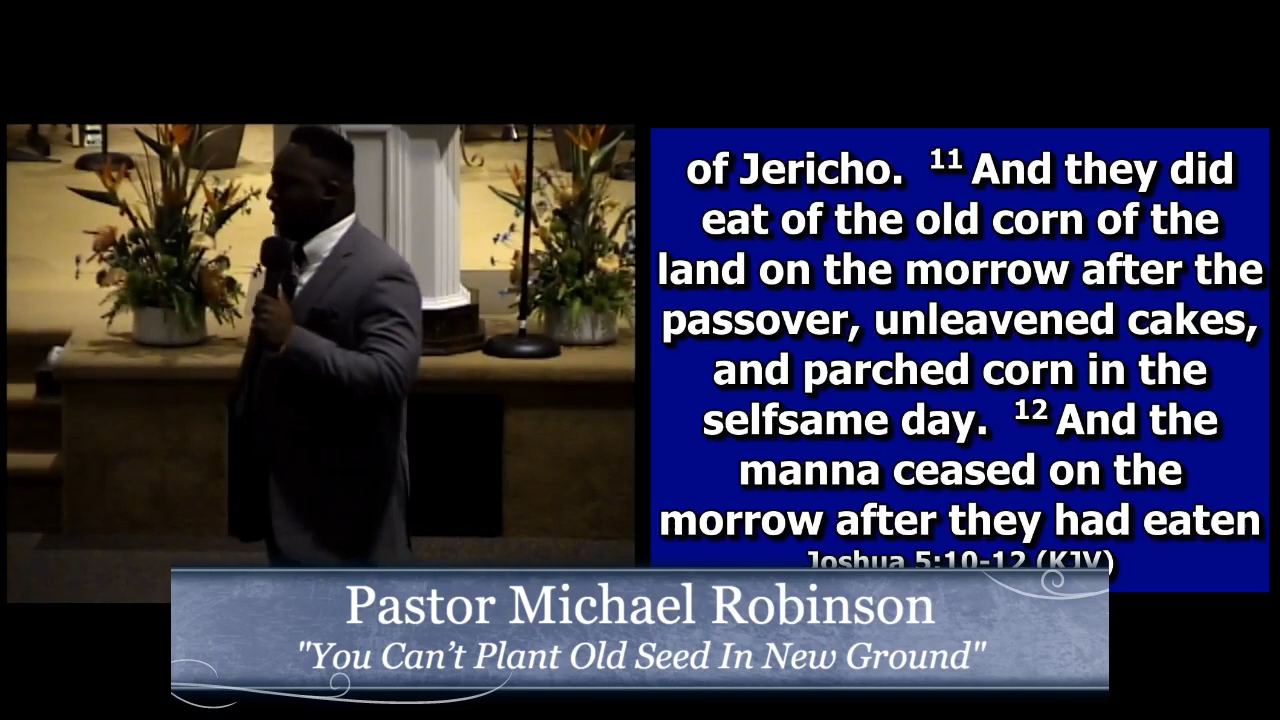 of Jericho. 11 And they did
eat of the old corn of the
land on the morrow after the
passover, unleavened cakes,
and parched corn in the
selfsame day. 12 And the
manna ceased on the
morrow after they had eaten
Joshua 5:10-12 (KJV)
Pastor Michael Robinson
"You Can't Plant Old Seed In New Ground"